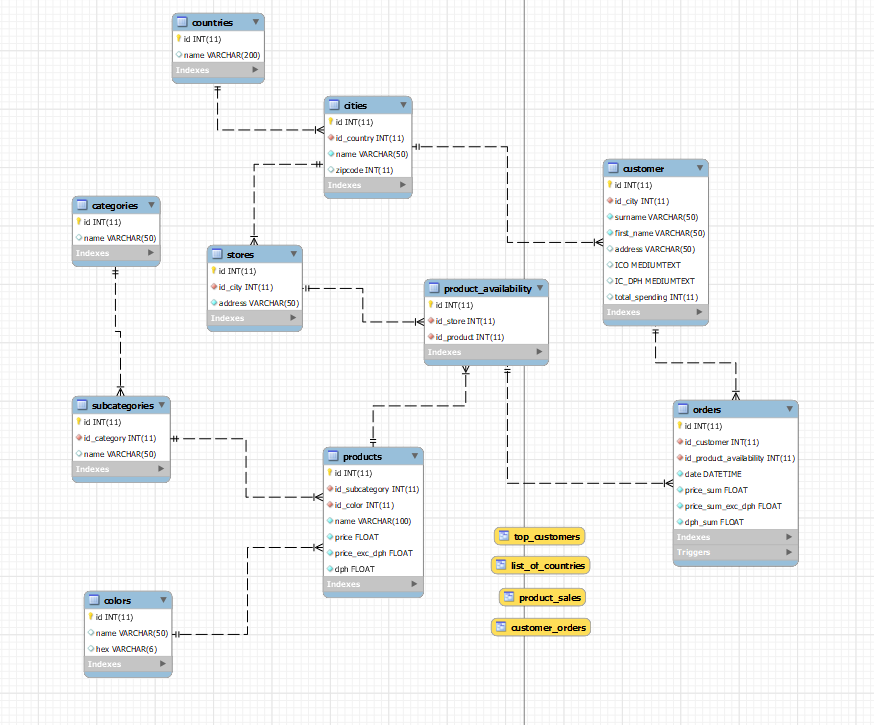 countries
id INT(11)
name VARCHAR(200)
Indexes
cities
id INT(11)
id_country INT(11)
name VARCHAR(50)
zipcode INT(11)
Indexes
customer
id INT(11)
id_city INT(11)
surname VARCHAR(50)
first_name VARCHAR(50)
address VARCHAR(50)
ICO MEDIUMTEXT
IC_DPH MEDIUMTEXT
total_spending INT(11)
Indexes
categories
id INT(11)
name VARCHAR(50)
Indexes
stores
id INT(11)
id_city INT(11)
address VARCHAR(50)
Indexes
product_availability
id INT(11)
id_store INT(11)
id_product INT(11)
Indexes
subcategories
id INT(11)
id_category INT(11)
name VARCHAR(50)
Indexes
products
id INT(11)
id_subcategory INT(11)
id_color INT(11)
name VARCHAR(100)
price FLOAT
price_exc_dph FLOAT
dph FLOAT
Indexes
orders
id INT(11)
id_customer INT(11)
id_product_availability INT(11)
date DATETIME
price_sum FLOAT
price_sum_exc_dph FLOAT
dph_sum FLOAT
Indexes
Triggers
top_customers
list_of_countries
product_sales
customer_orders
colors
id INT(11)
name VARCHAR(50)
hex VARCHAR(6)
Indexes